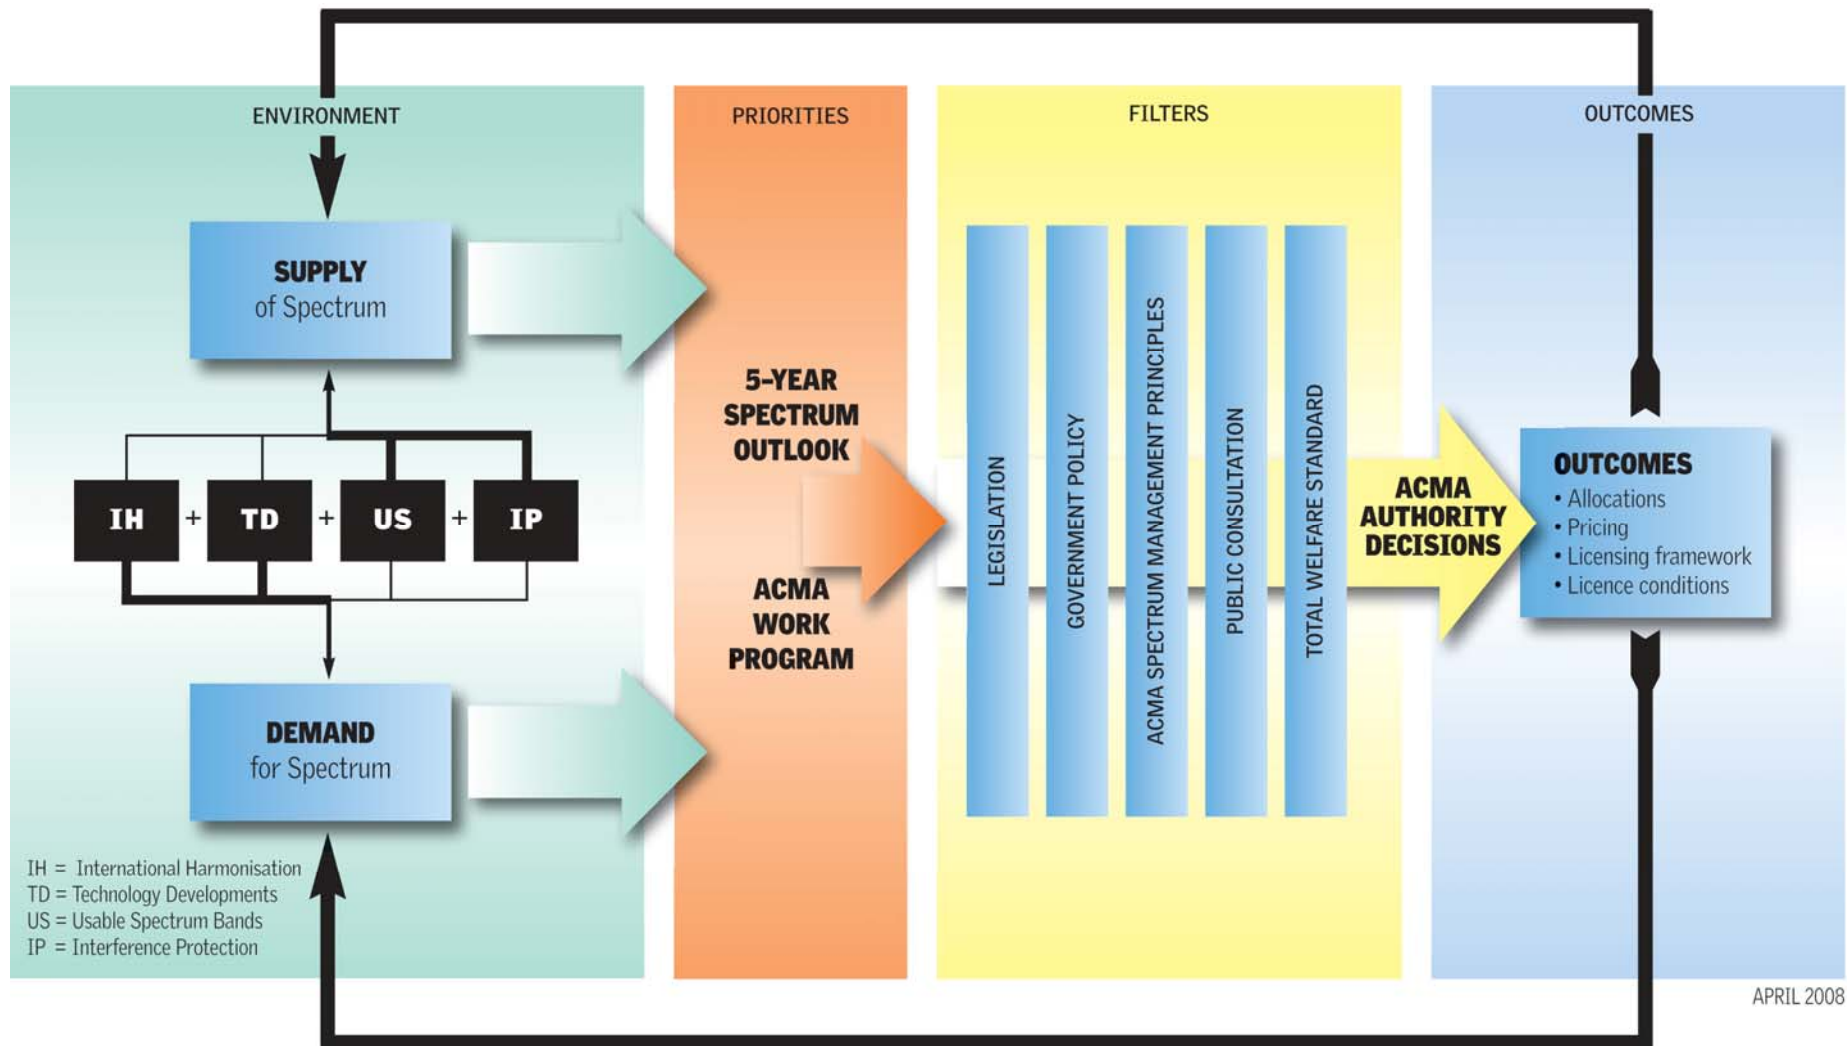 ENVIRONMENT
SUPPLY
of Spectrum
IH + TD + US + IP
DEMAND
for Spectrum
IH = International Harmonisation
TD = Technology Developments
US = Usable Spectrum Bands
IP = Interference Protection
PRIORITIES
5-YEAR
SPECTRUM
OUTLOOK
ACMA
WORK
PROGRAM
FILTERS
LEGISLATION
GOVERNMENT POLICY
ACMA SPECTRUM MANAGEMENT PRINCIPLES
PUBLIC CONSULTATION
TOTAL WELFARE STANDARD
ACMA
AUTHORITY
DECISIONS
OUTCOMES
OUTCOMES
• Allocations
• Pricing
• Licensing framework
• Licence conditions
APRIL 2008